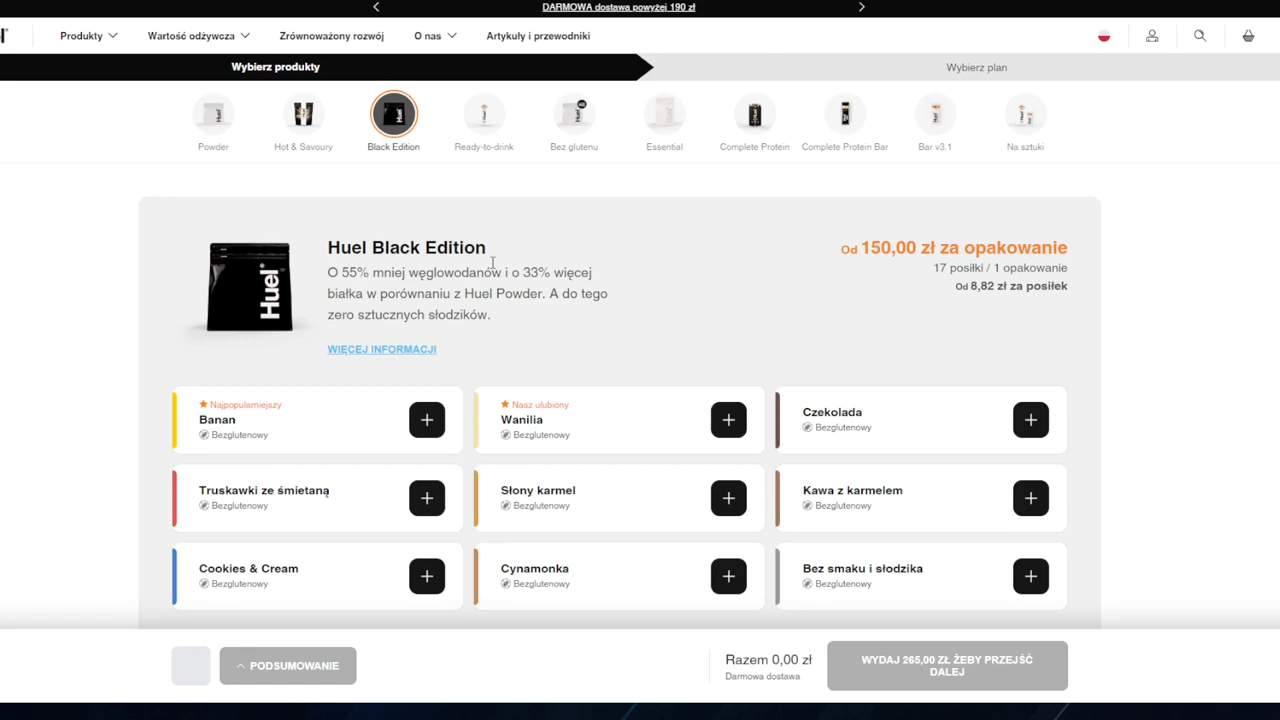 DARMOWA dostawa powyżej 190 zł
Produkty
Wartość odżywcza
Zrównoważony rozwój
O nas
Artykuły i przewodniki
Wybierz produkty
Wybierz plan
Powder
Hot & Savoury
Black Edition
Ready-to-drink
Bez glutenu
Essential
Complete Protein
Complete Protein Bar
Bar v3.1
Na sztuki
Huel
Huel Black Edition
O 55% mniej węglowodanów i o 33% więcej
białka w porównaniu z Huel Powder. A do tego
zero sztucznych słodzików.
WIĘCEJ INFORMACJI
Od 150,00 zł za opakowanie
17 posiłki / 1 opakowanie
Od 8,82 zł za posiłek
Najpopularniejszy
Banan
Bezglutenowy
Nasz ulubiony
Wanilia
Bezglutenowy
Czekolada
Bezglutenowy
Truskawki ze śmietaną
Bezglutenowy
Słony karmel
Bezglutenowy
Kawa z karmelem
Bezglutenowy
Cookies & Cream
Bezglutenowy
Cynamonka
Bezglutenowy
Bez smaku i słodzika
Bezglutenowy
PODSUMOWANIE
Razem 0,00 zł
Darmowa dostawa
WYDAJ 265,00 ZŁ ŻEBY PRZEJŚĆ
DALEJ